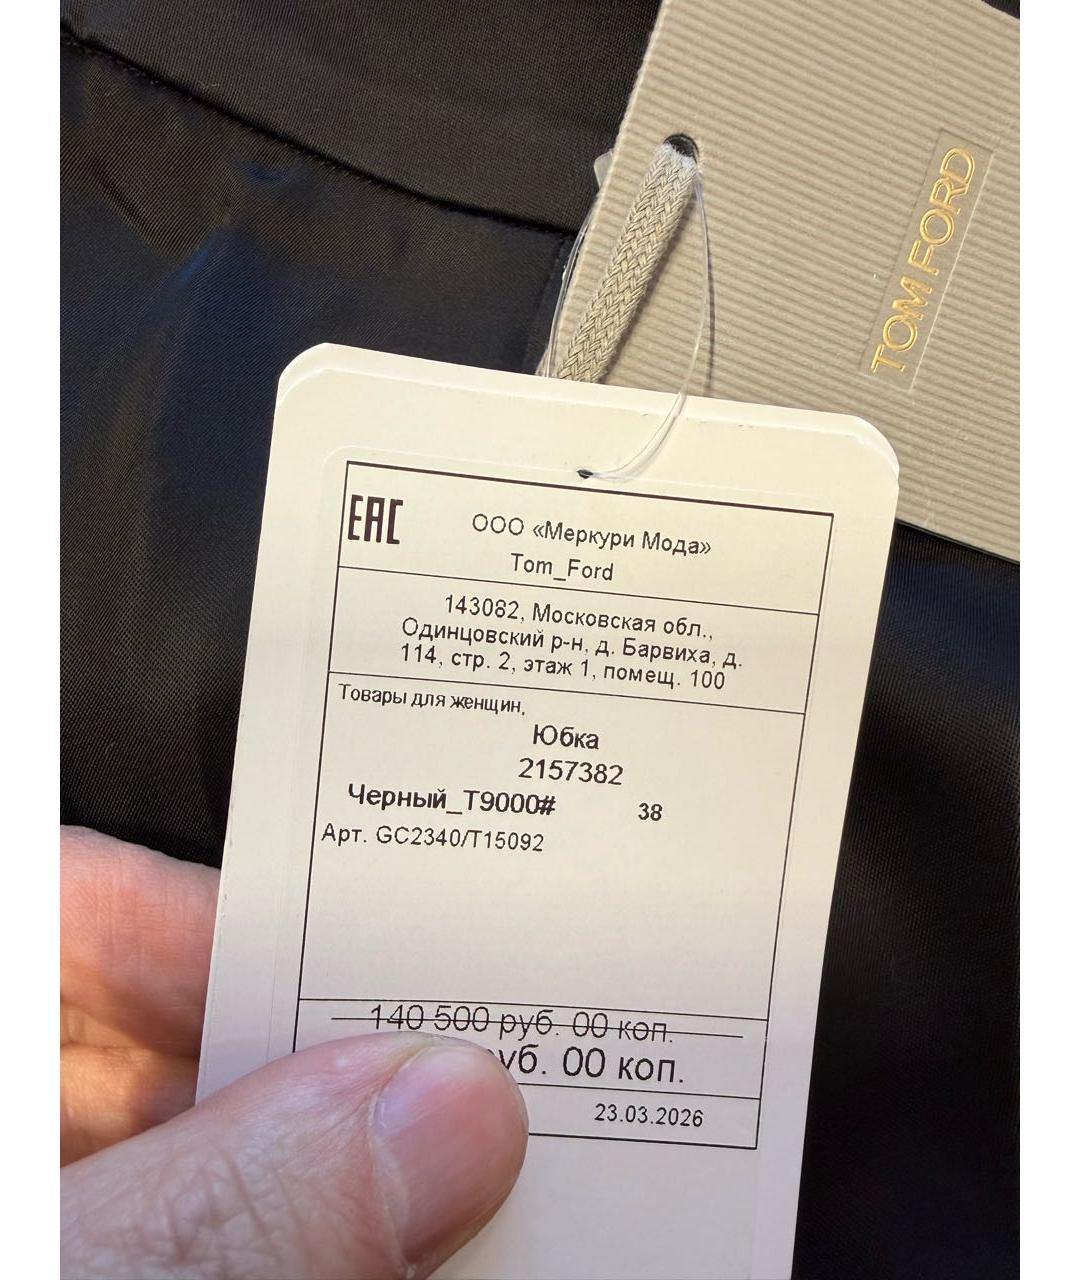 TOM FORD
EAC
ООО «Меркури Мода»
Tom_Ford
143082, Московская обл.,
Одинцовский р-н, д. Барвиха, д.
114, стр. 2, этаж 1, помещ. 100
Товары для женщин,
Юбка
2157382
Черный_T9000# 38
Арт. GC2340/T15092
140 500 руб. 00 коп.
00 коп.
23.03.2026